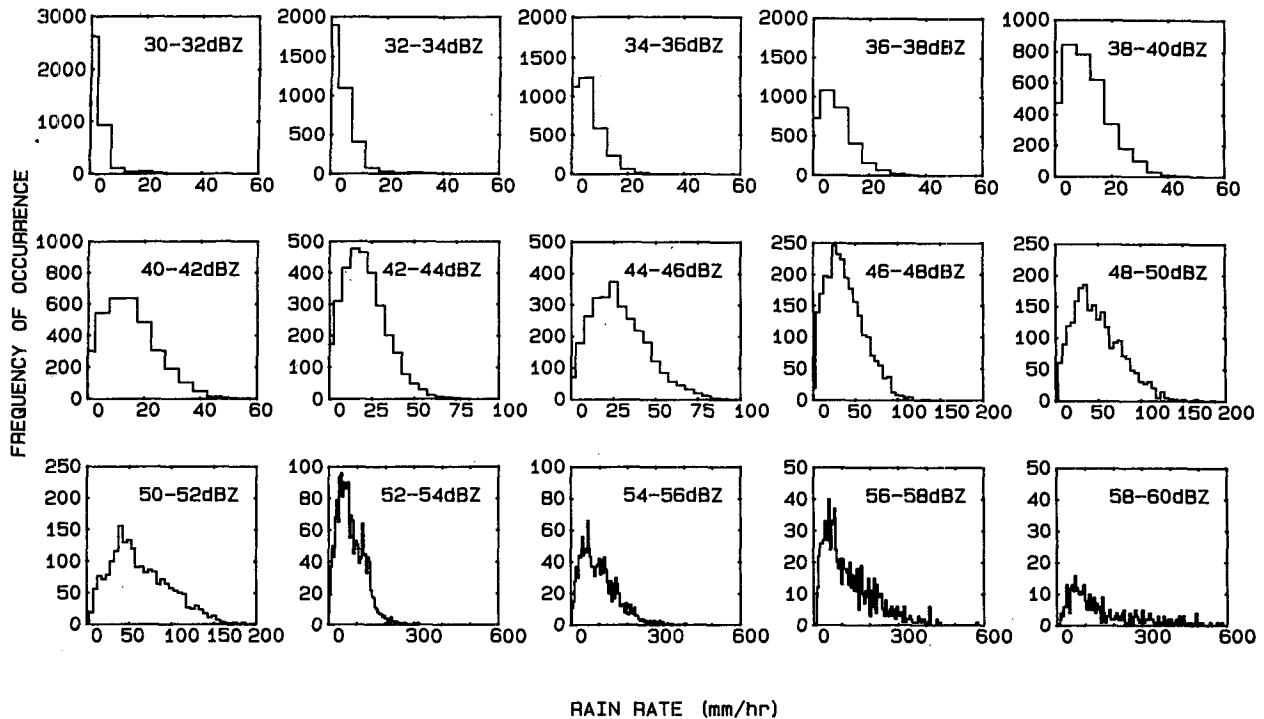 FREQUENCY OF OCCURRENCE
30-32dBZ
3000
2000
1000
0
0 20 40 60
32-34dBZ
2000
1500
1000
500
0
0 20 40 60
34-36dBZ
2000
1500
1000
500
0
0 20 40 60
36-38dBZ
2000
1500
1000
500
0
0 20 40 60
38-40dBZ
1000
800
600
400
200
0
0 20 40 60
40-42dBZ
1000
800
600
400
200
0
0 20 40 60
42-44dBZ
500
400
300
200
100
0
0 25 50 75 100
44-46dBZ
500
400
300
200
100
0
0 25 50 75 100
46-48dBZ
250
200
150
100
50
0
0 50 100 150 200
48-50dBZ
250
200
150
100
50
0
0 50 100 150 200
50-52dBZ
250
200
150
100
50
0
0 50 100 150 200
52-54dBZ
100
80
60
40
20
0
0 300 600
54-56dBZ
100
80
60
40
20
0
0 300 600
56-58dBZ
50
40
30
20
10
0
0 300 600
58-60dBZ
50
40
30
20
10
0
0 300 600
RAIN RATE (mm/hr)